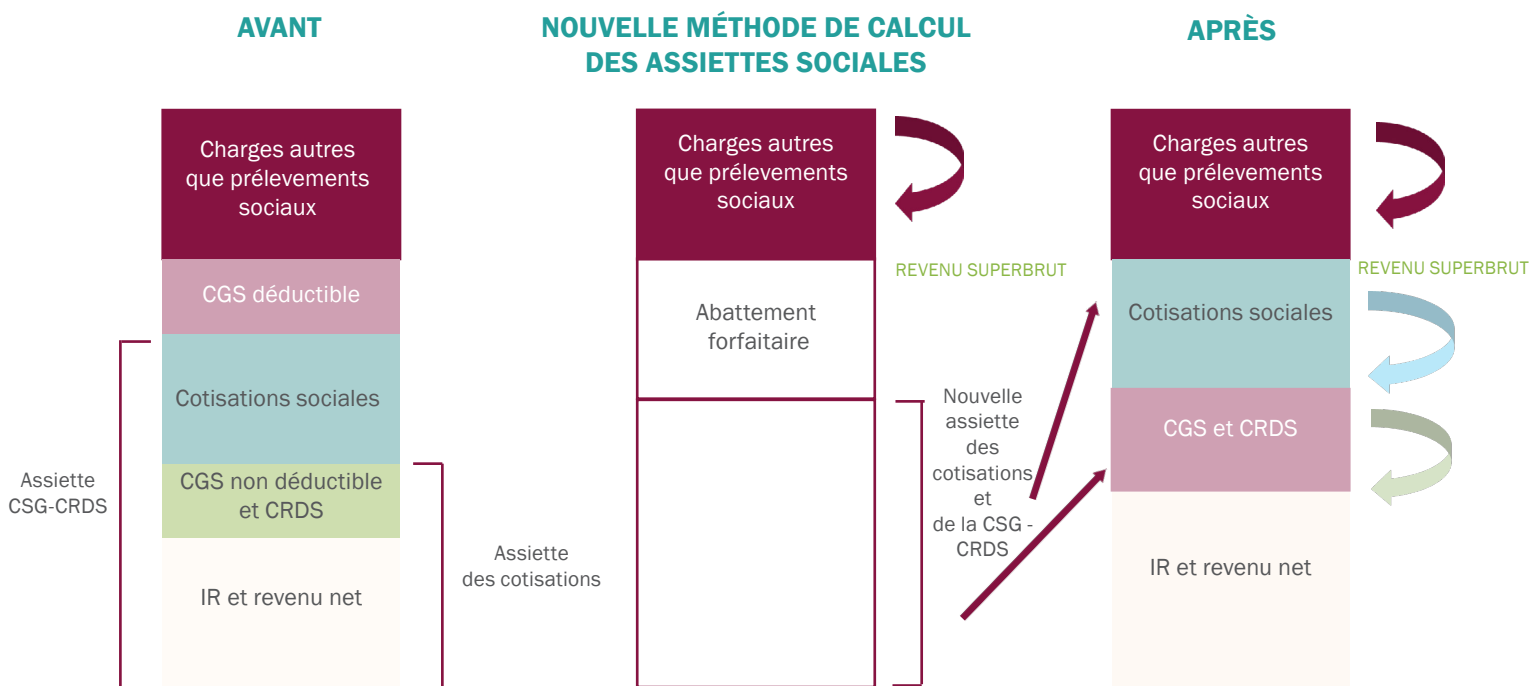 AVANT
Charges autres
que prélevements
sociaux
CGS déductible
Cotisations sociales
CGS non déductible
et CRDS
IR et revenu net
Assiette
CSG-CRDS
Assiette
des cotisations
NOUVELLE MÉTHODE DE CALCUL
DES ASSIETTES SOCIALES
Charges autres
que prélevements
sociaux
REVENU SUPERBRUT
Abattement
forfaitaire
Nouvelle
assiette
des
cotisations
et
de la CSG -
CRDS
APRÈS
Charges autres
que prélevements
sociaux
REVENU SUPERBRUT
Cotisations sociales
CGS et CRDS
IR et revenu net